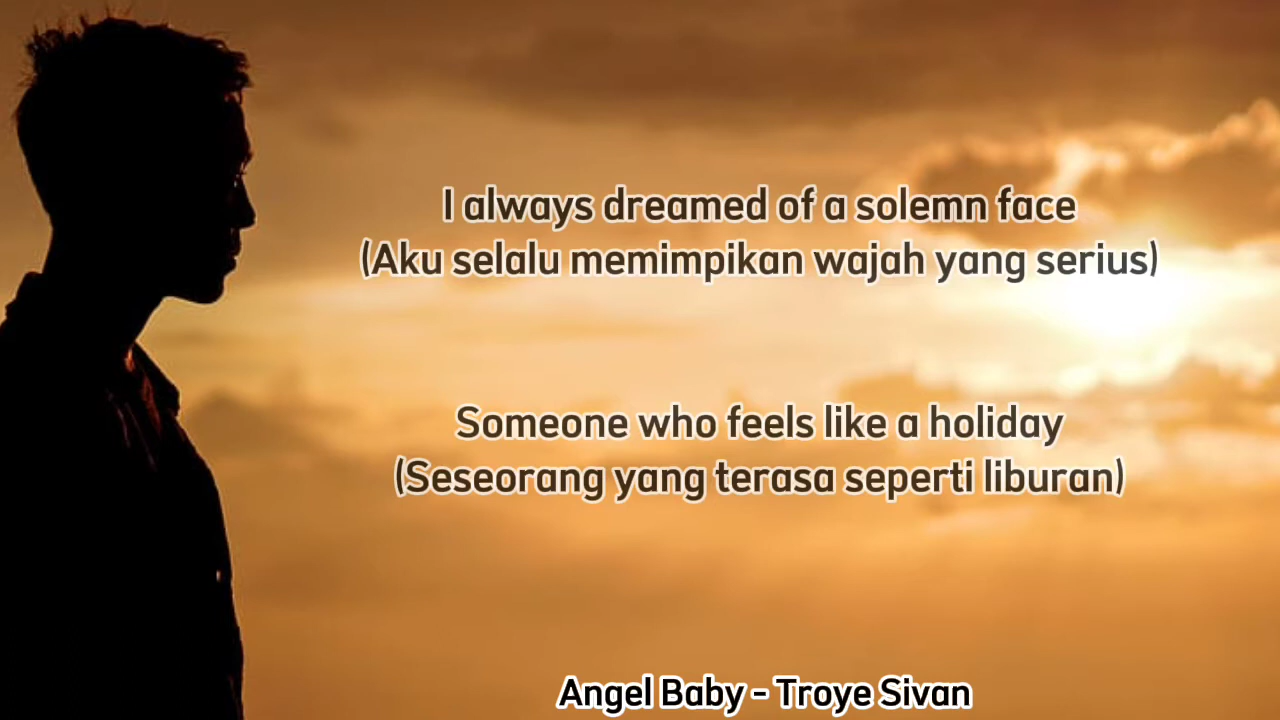 I always dreamed of a solemn face
(Aku selalu memimpikan wajah yang serius)
Someone who feels like a holiday
(Seseorang yang terasa seperti liburan)
Angel Baby - Troye Sivan